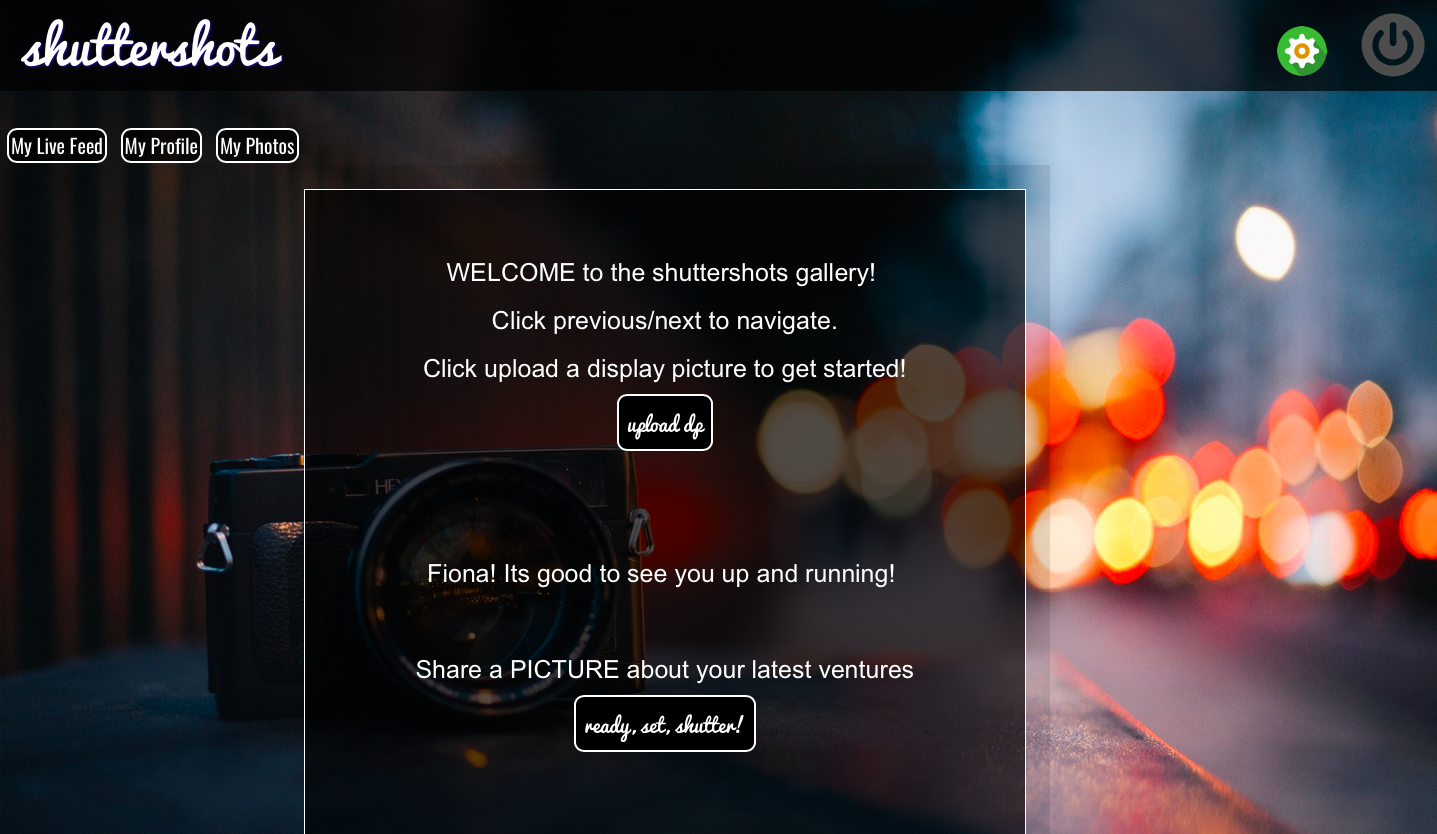 shuttershots
My Live Feed My Profile My Photos
WELCOME to the shuttershots gallery!
Click previous/next to navigate.
Click upload a display picture to get started!
upload dp
Fiona! Its good to see you up and running!
Share a PICTURE about your latest ventures
ready, set, shutter!